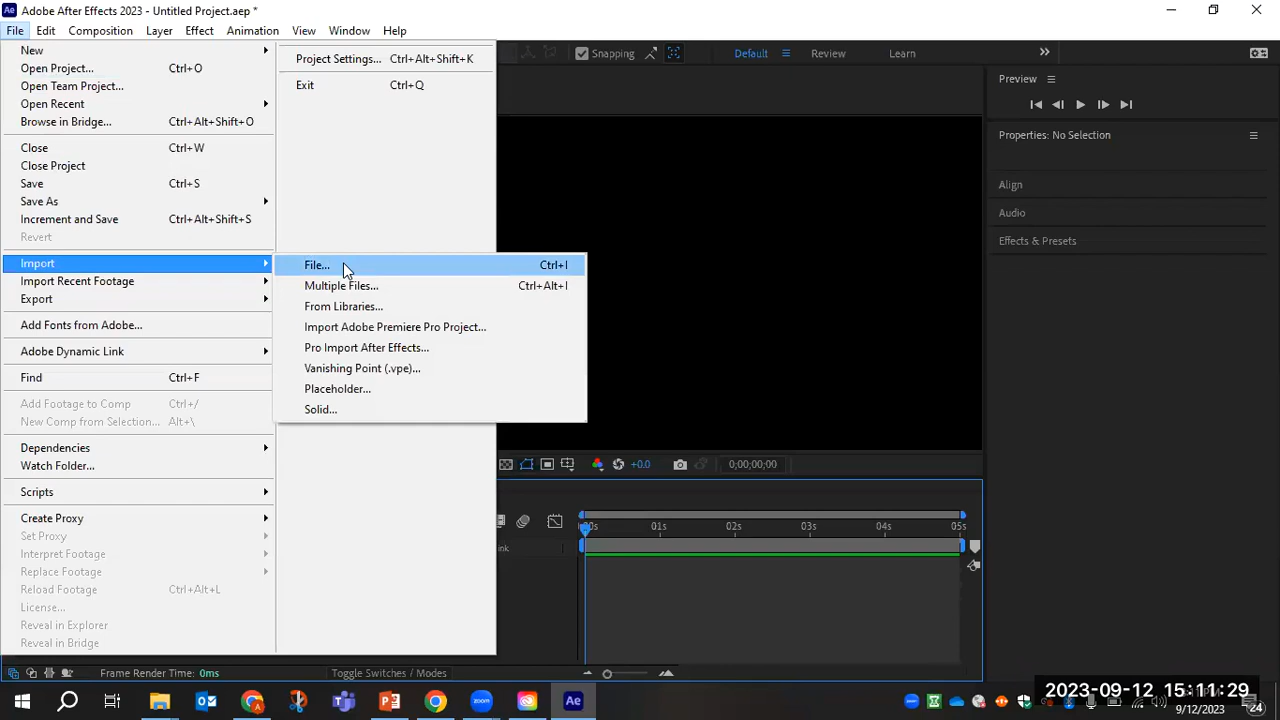 Ae Adobe After Effects 2023 - Untitled Project.aep *
File Edit Composition Layer Effect Animation View Window Help
New
Open Project... Ctrl+O
Open Team Project...
Open Recent
Browse in Bridge... Ctrl+Alt+Shift+O
Close Ctrl+W
Close Project
Save Ctrl+S
Save As
Increment and Save Ctrl+Alt+Shift+S
Revert
Import
Import Recent Footage
Export
Add Fonts from Adobe...
Adobe Dynamic Link
Find Ctrl+F
Add Footage to Comp Ctrl+/
New Comp from Selection... Alt+\
Dependencies
Watch Folder...
Scripts
Create Proxy
Set Proxy
Interpret Footage
Replace Footage
Reload Footage Ctrl+Alt+L
License...
Reveal in Explorer
Reveal in Bridge
Project Settings... Ctrl+Alt+Shift+K
Exit Ctrl+Q
File... Ctrl+I
Multiple Files... Ctrl+Alt+I
From Libraries...
Import Adobe Premiere Pro Project...
Pro Import After Effects...
Vanishing Point (.vpe)...
Placeholder...
Solid...
Snapping Default Review Learn
Preview
Properties: No Selection
Align
Audio
Effects & Presets
+0.0 0;00;00;00
01s 02s 03s 04s 05s
Frame Render Time: 0ms Toggle Switches / Modes
zoom Ae
2023-09-12 15:11:29
9/12/2023 24